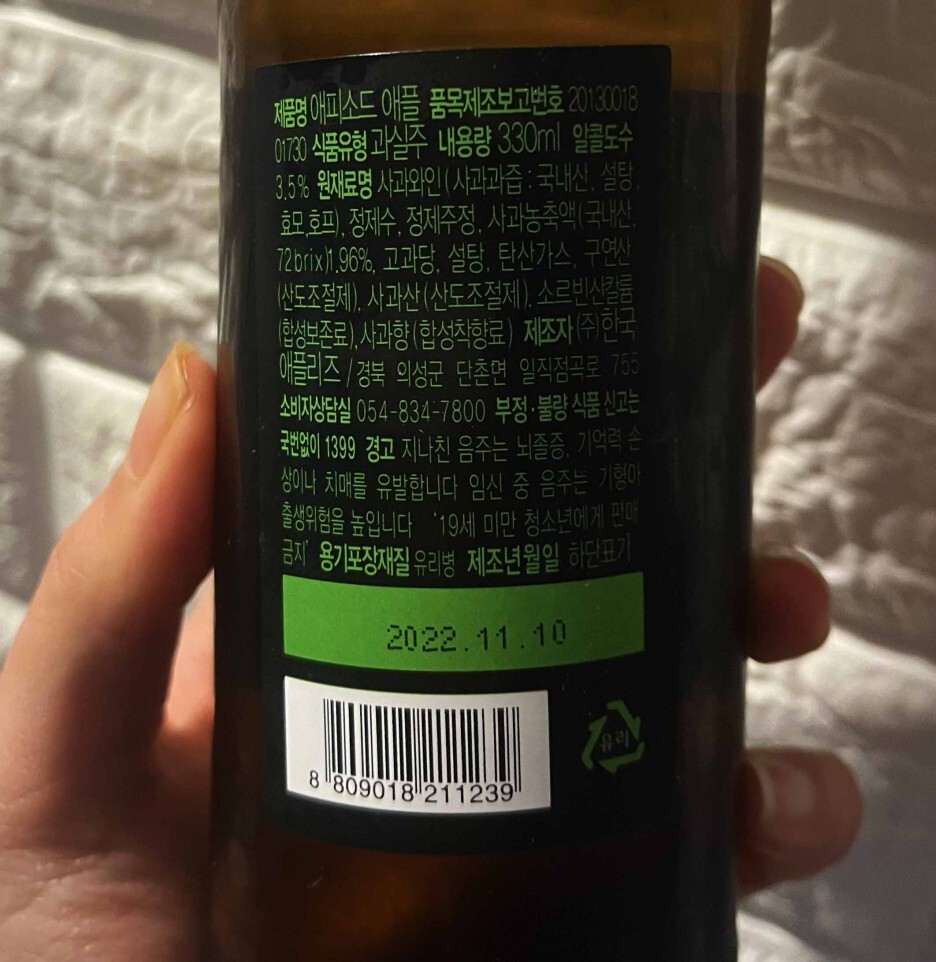 제품명 애피소드 애플 품목제조보고번호 20130018
01730 식품유형 과실주 내용량 330ml 알콜도수
3.5% 원재료명 사과와인(사과과즙 : 국내산, 설탕,
효모,호프), 정제수, 정제주정, 사과농축액(국내산,
72brix)1.96%, 고과당, 설탕, 탄산가스, 구연산
(산도조절제), 사과산(산도조절제), 소르빈산칼륨
(합성보존료),사과향(합성착향료) 제조자 (주)한국
애플리즈 / 경북 의성군 단촌면 일직점곡로 755
소비자상담실 054-834-7800 부정·불량 식품 신고는
국번없이 1399 경고 지나친 음주는 뇌졸중, 기억력 손
상이나 치매를 유발합니다 임신 중 음주는 기형아
출생위험을 높입니다 '19세 미만 청소년에게 판매
금지' 용기포장재질 유리병 제조년월일 하단표기
2022.11.10
유리
8 809018 211239